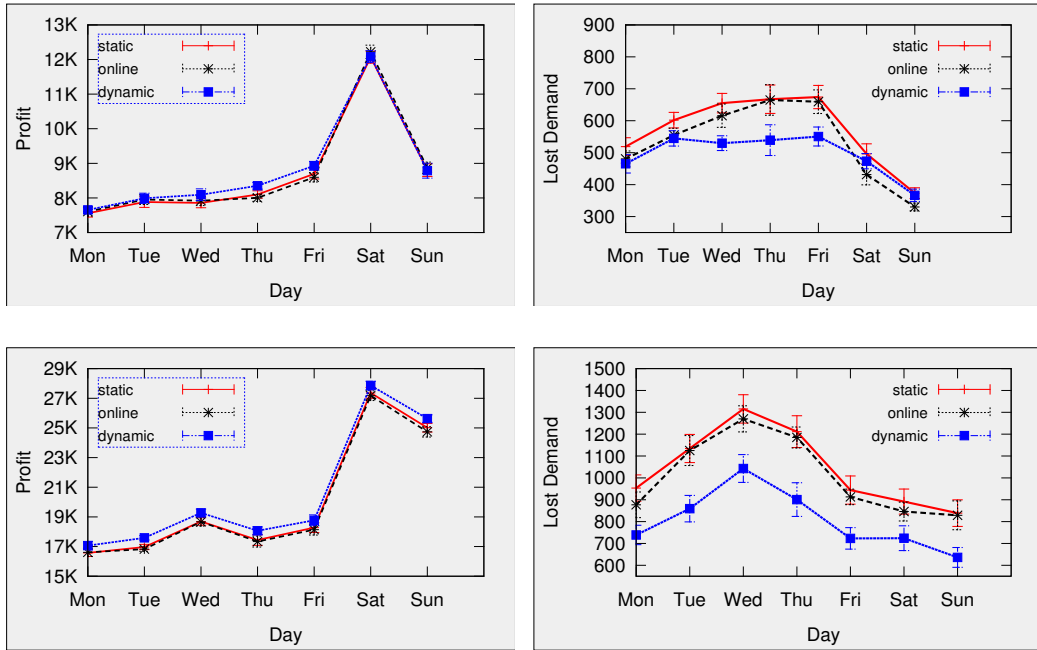 13K
12K
11K
10K
9K
8K
7K
Profit
static
online
dynamic
Mon Tue Wed Thu Fri Sat Sun
Day
900
800
700
600
500
400
300
Lost Demand
static
online
dynamic
Mon Tue Wed Thu Fri Sat Sun
Day
29K
27K
25K
23K
21K
19K
17K
15K
Profit
static
online
dynamic
Mon Tue Wed Thu Fri Sat Sun
Day
1500
1400
1300
1200
1100
1000
900
800
700
600
Lost Demand
static
online
dynamic
Mon Tue Wed Thu Fri Sat Sun
Day